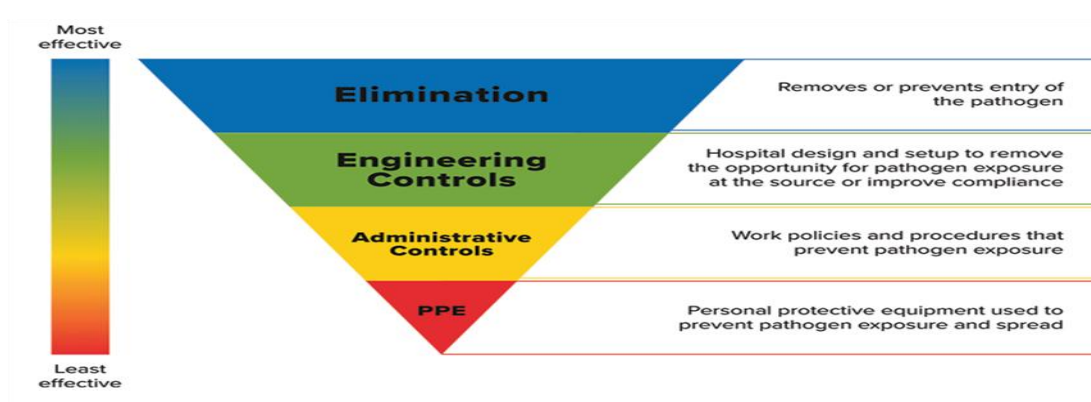 Most
effective
Elimination
Removes or prevents entry of
the pathogen
Engineering
Controls
Hospital design and setup to remove
the opportunity for pathogen exposure
at the source or improve compliance
Administrative
Controls
Work policies and procedures that
prevent pathogen exposure
PPE
Personal protective equipment used to
prevent pathogen exposure and spread
Least
effective